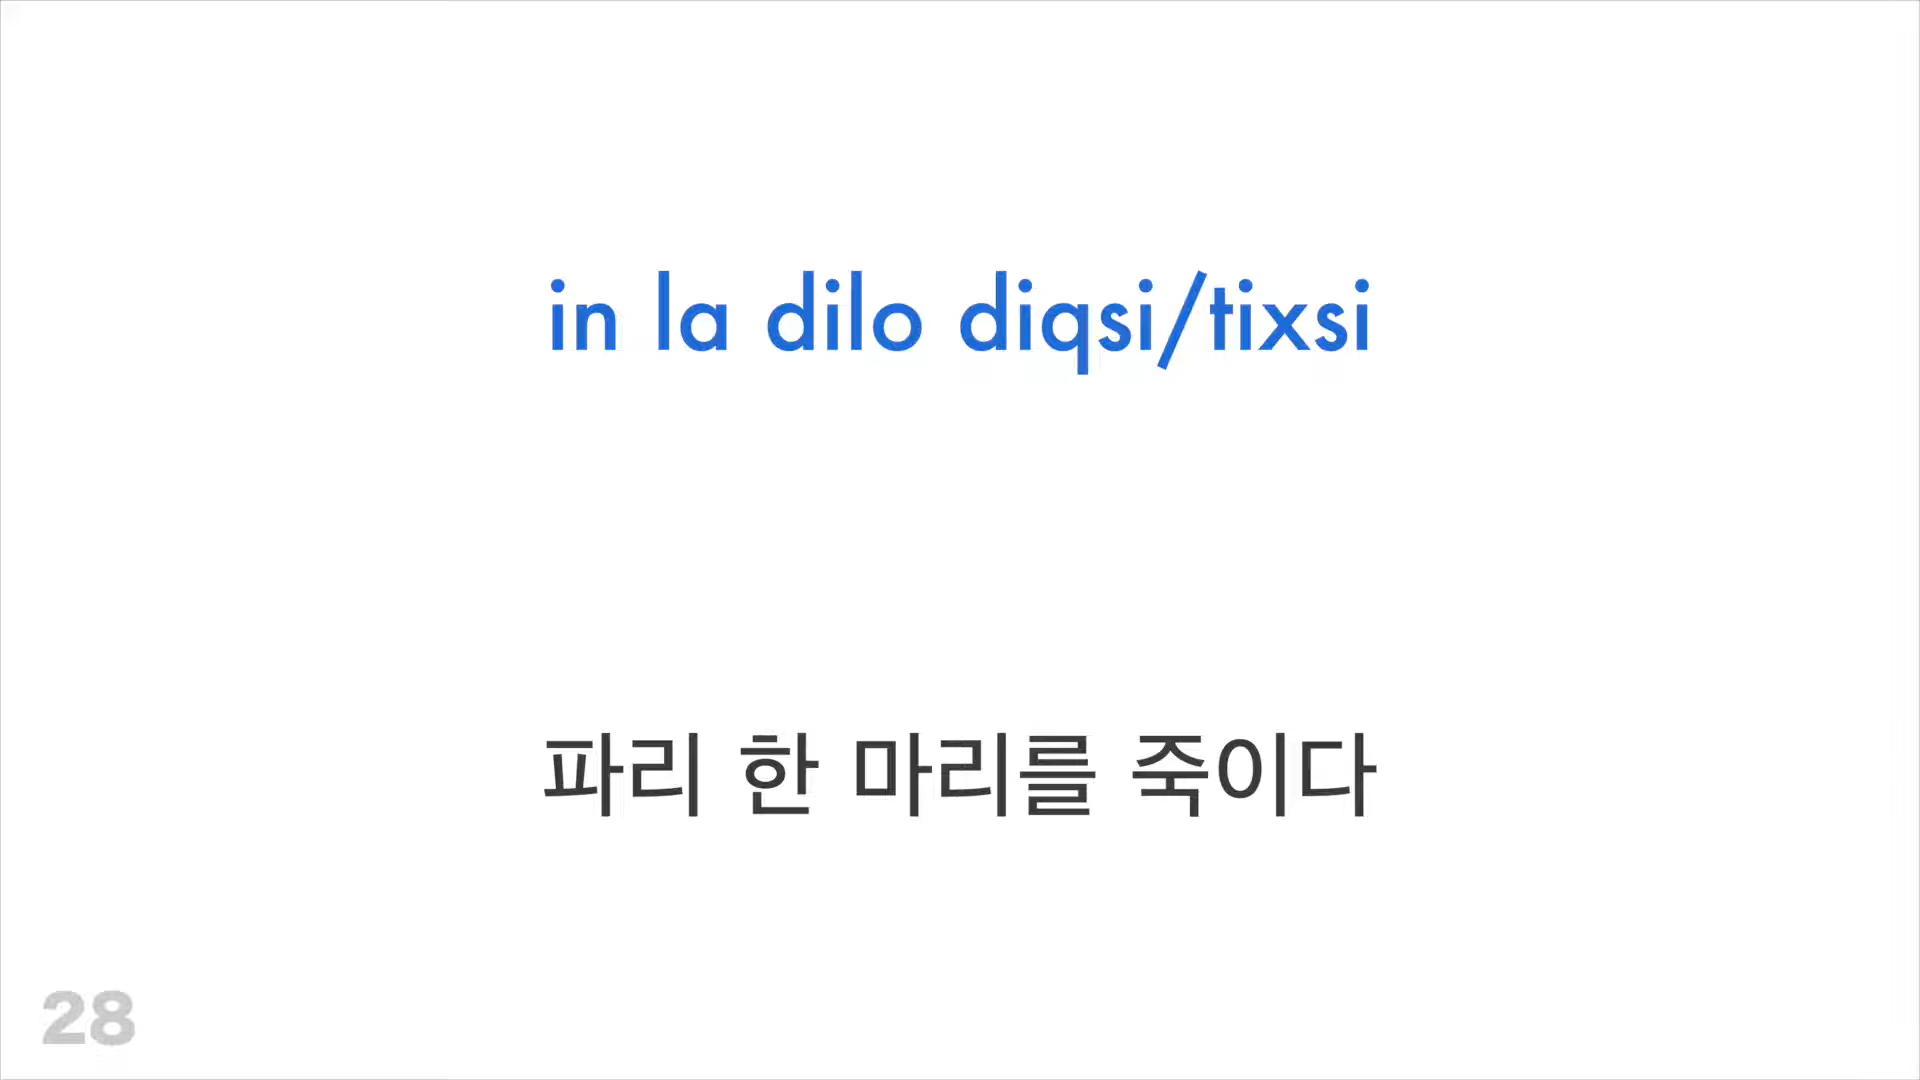 in la dilo diqsi/tixsi
파리 한 마리를 죽이다
28